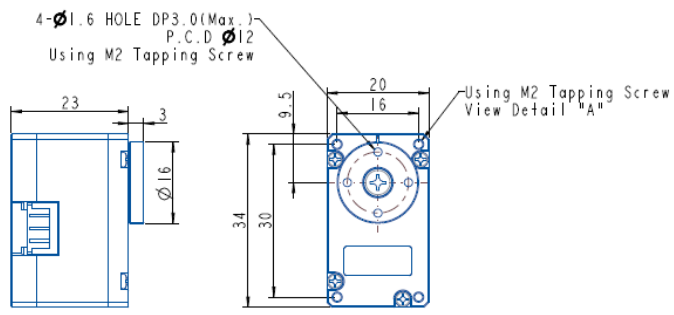 4-Ø1.6 HOLE DP3.0(Max.)
P.C.D Ø12
Using M2 Tapping Screw
23
3
Ø16
20
16
9.5
34
30
Using M2 Tapping Screw
View Detail "A"